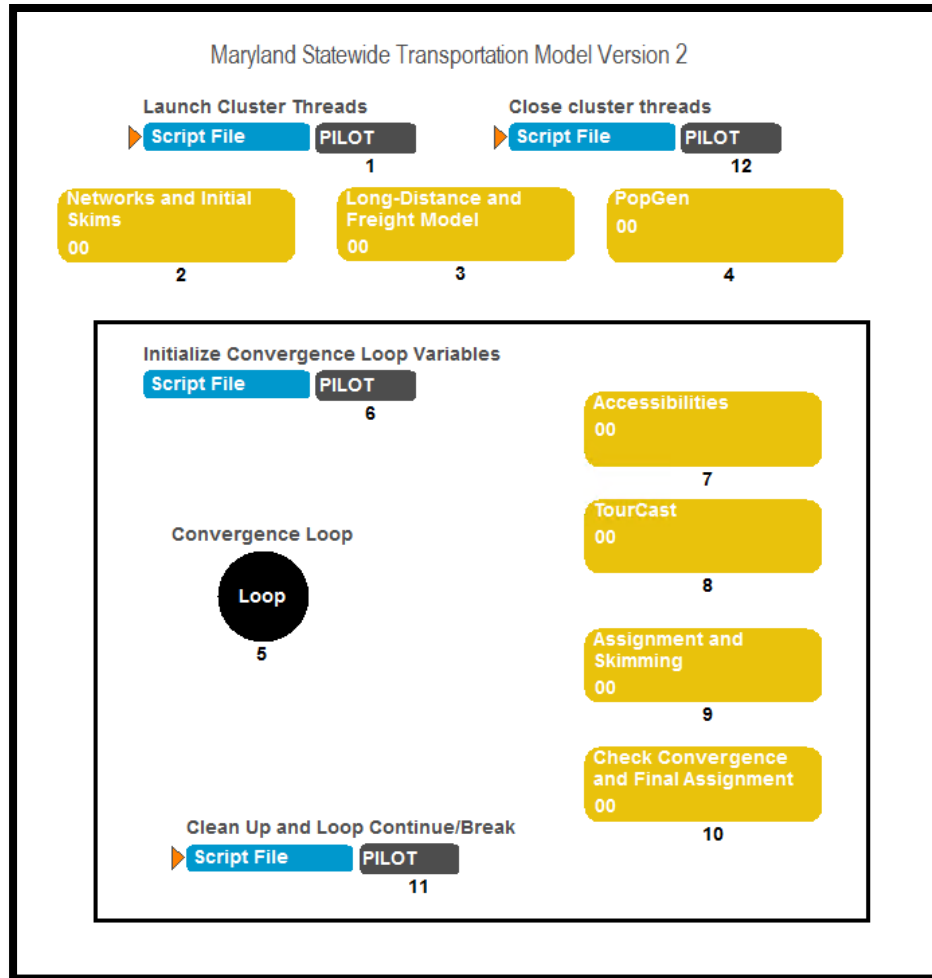 Maryland Statewide Transportation Model Version 2
Launch Cluster Threads
Script File PILOT
1
Close cluster threads
Script File PILOT
12
Networks and Initial
Skims
00
2
Long-Distance and
Freight Model
00
3
PopGen
00
4
Initialize Convergence Loop Variables
Script File PILOT
6
Convergence Loop
Loop
5
Accessibilities
00
7
TourCast
00
8
Assignment and
Skimming
00
9
Check Convergence
and Final Assignment
00
10
Clean Up and Loop Continue/Break
Script File PILOT
11